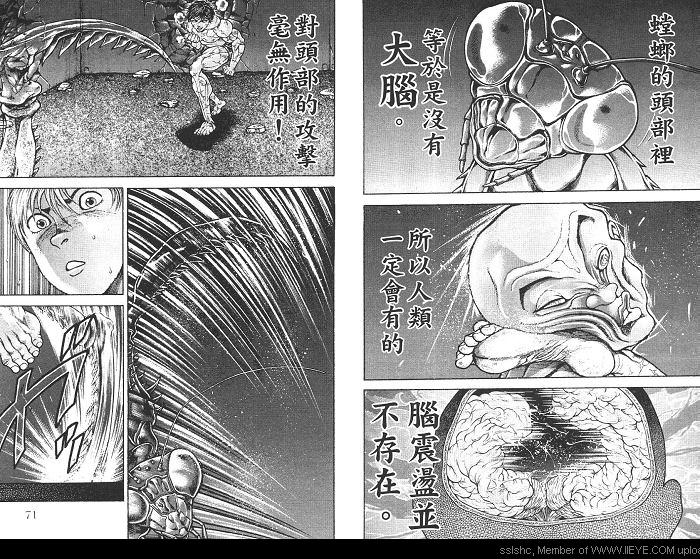 螳螂的頭部裡
等於是沒有
大腦。
所以人類
一定會有的
腦震盪並
不存在。
對頭部的攻擊
毫無作用！
71
sslshc, Member of WWW.IEYE.COM uplo